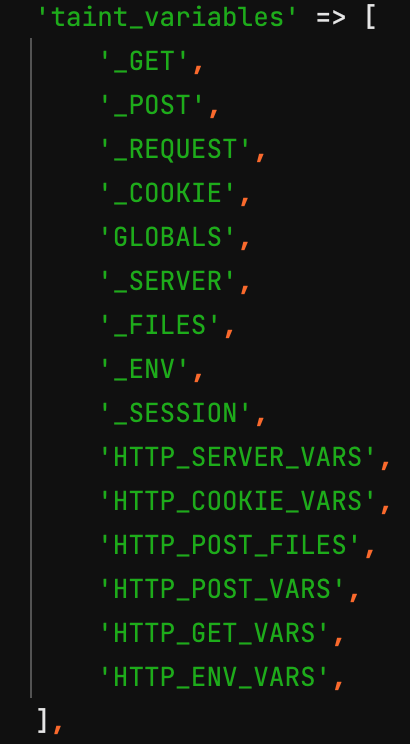 'taint_variables' => [
'_GET',
'_POST',
'_REQUEST',
'_COOKIE',
'GLOBALS',
'_SERVER',
'_FILES',
'_ENV',
'_SESSION',
'HTTP_SERVER_VARS',
'HTTP_COOKIE_VARS',
'HTTP_POST_FILES',
'HTTP_POST_VARS',
'HTTP_GET_VARS',
'HTTP_ENV_VARS',
],